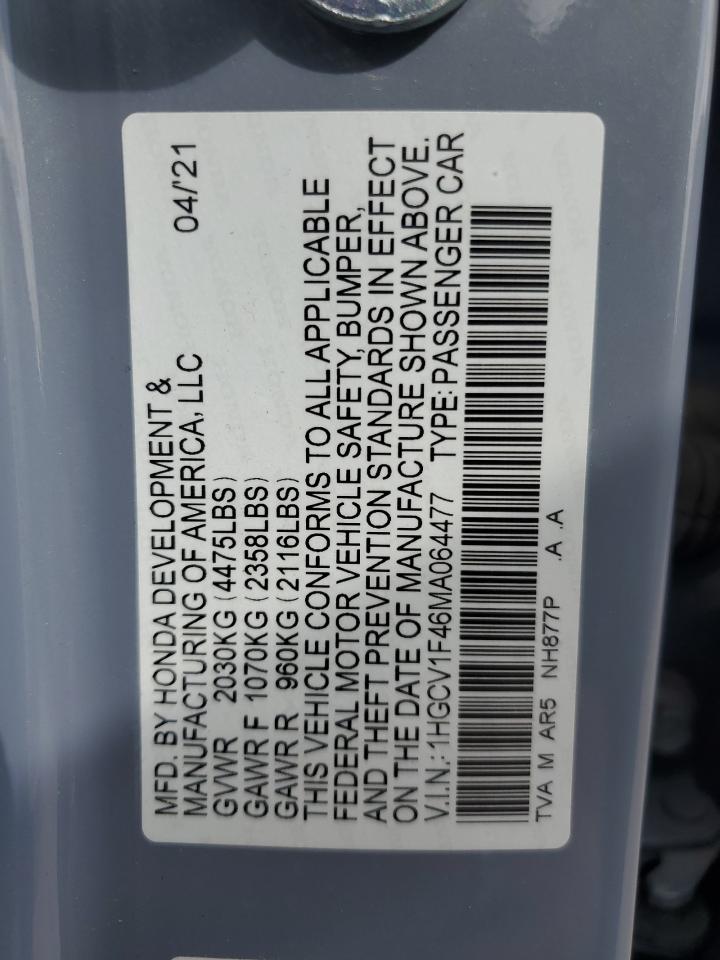 MFD. BY HONDA DEVELOPMENT &
MANUFACTURING OF AMERICA, LLC 04/'21
GVWR 2030KG (4475LBS)
GAWR F 1070KG (2358LBS)
GAWR R 960KG (2116LBS)
THIS VEHICLE CONFORMS TO ALL APPLICABLE
FEDERAL MOTOR VEHICLE SAFETY, BUMPER,
AND THEFT PREVENTION STANDARDS IN EFFECT
ON THE DATE OF MANUFACTURE SHOWN ABOVE.
V.I.N.: 1HGCV1F46MA064477 TYPE: PASSENGER CAR
TVA M AR5 NH877P .A .A